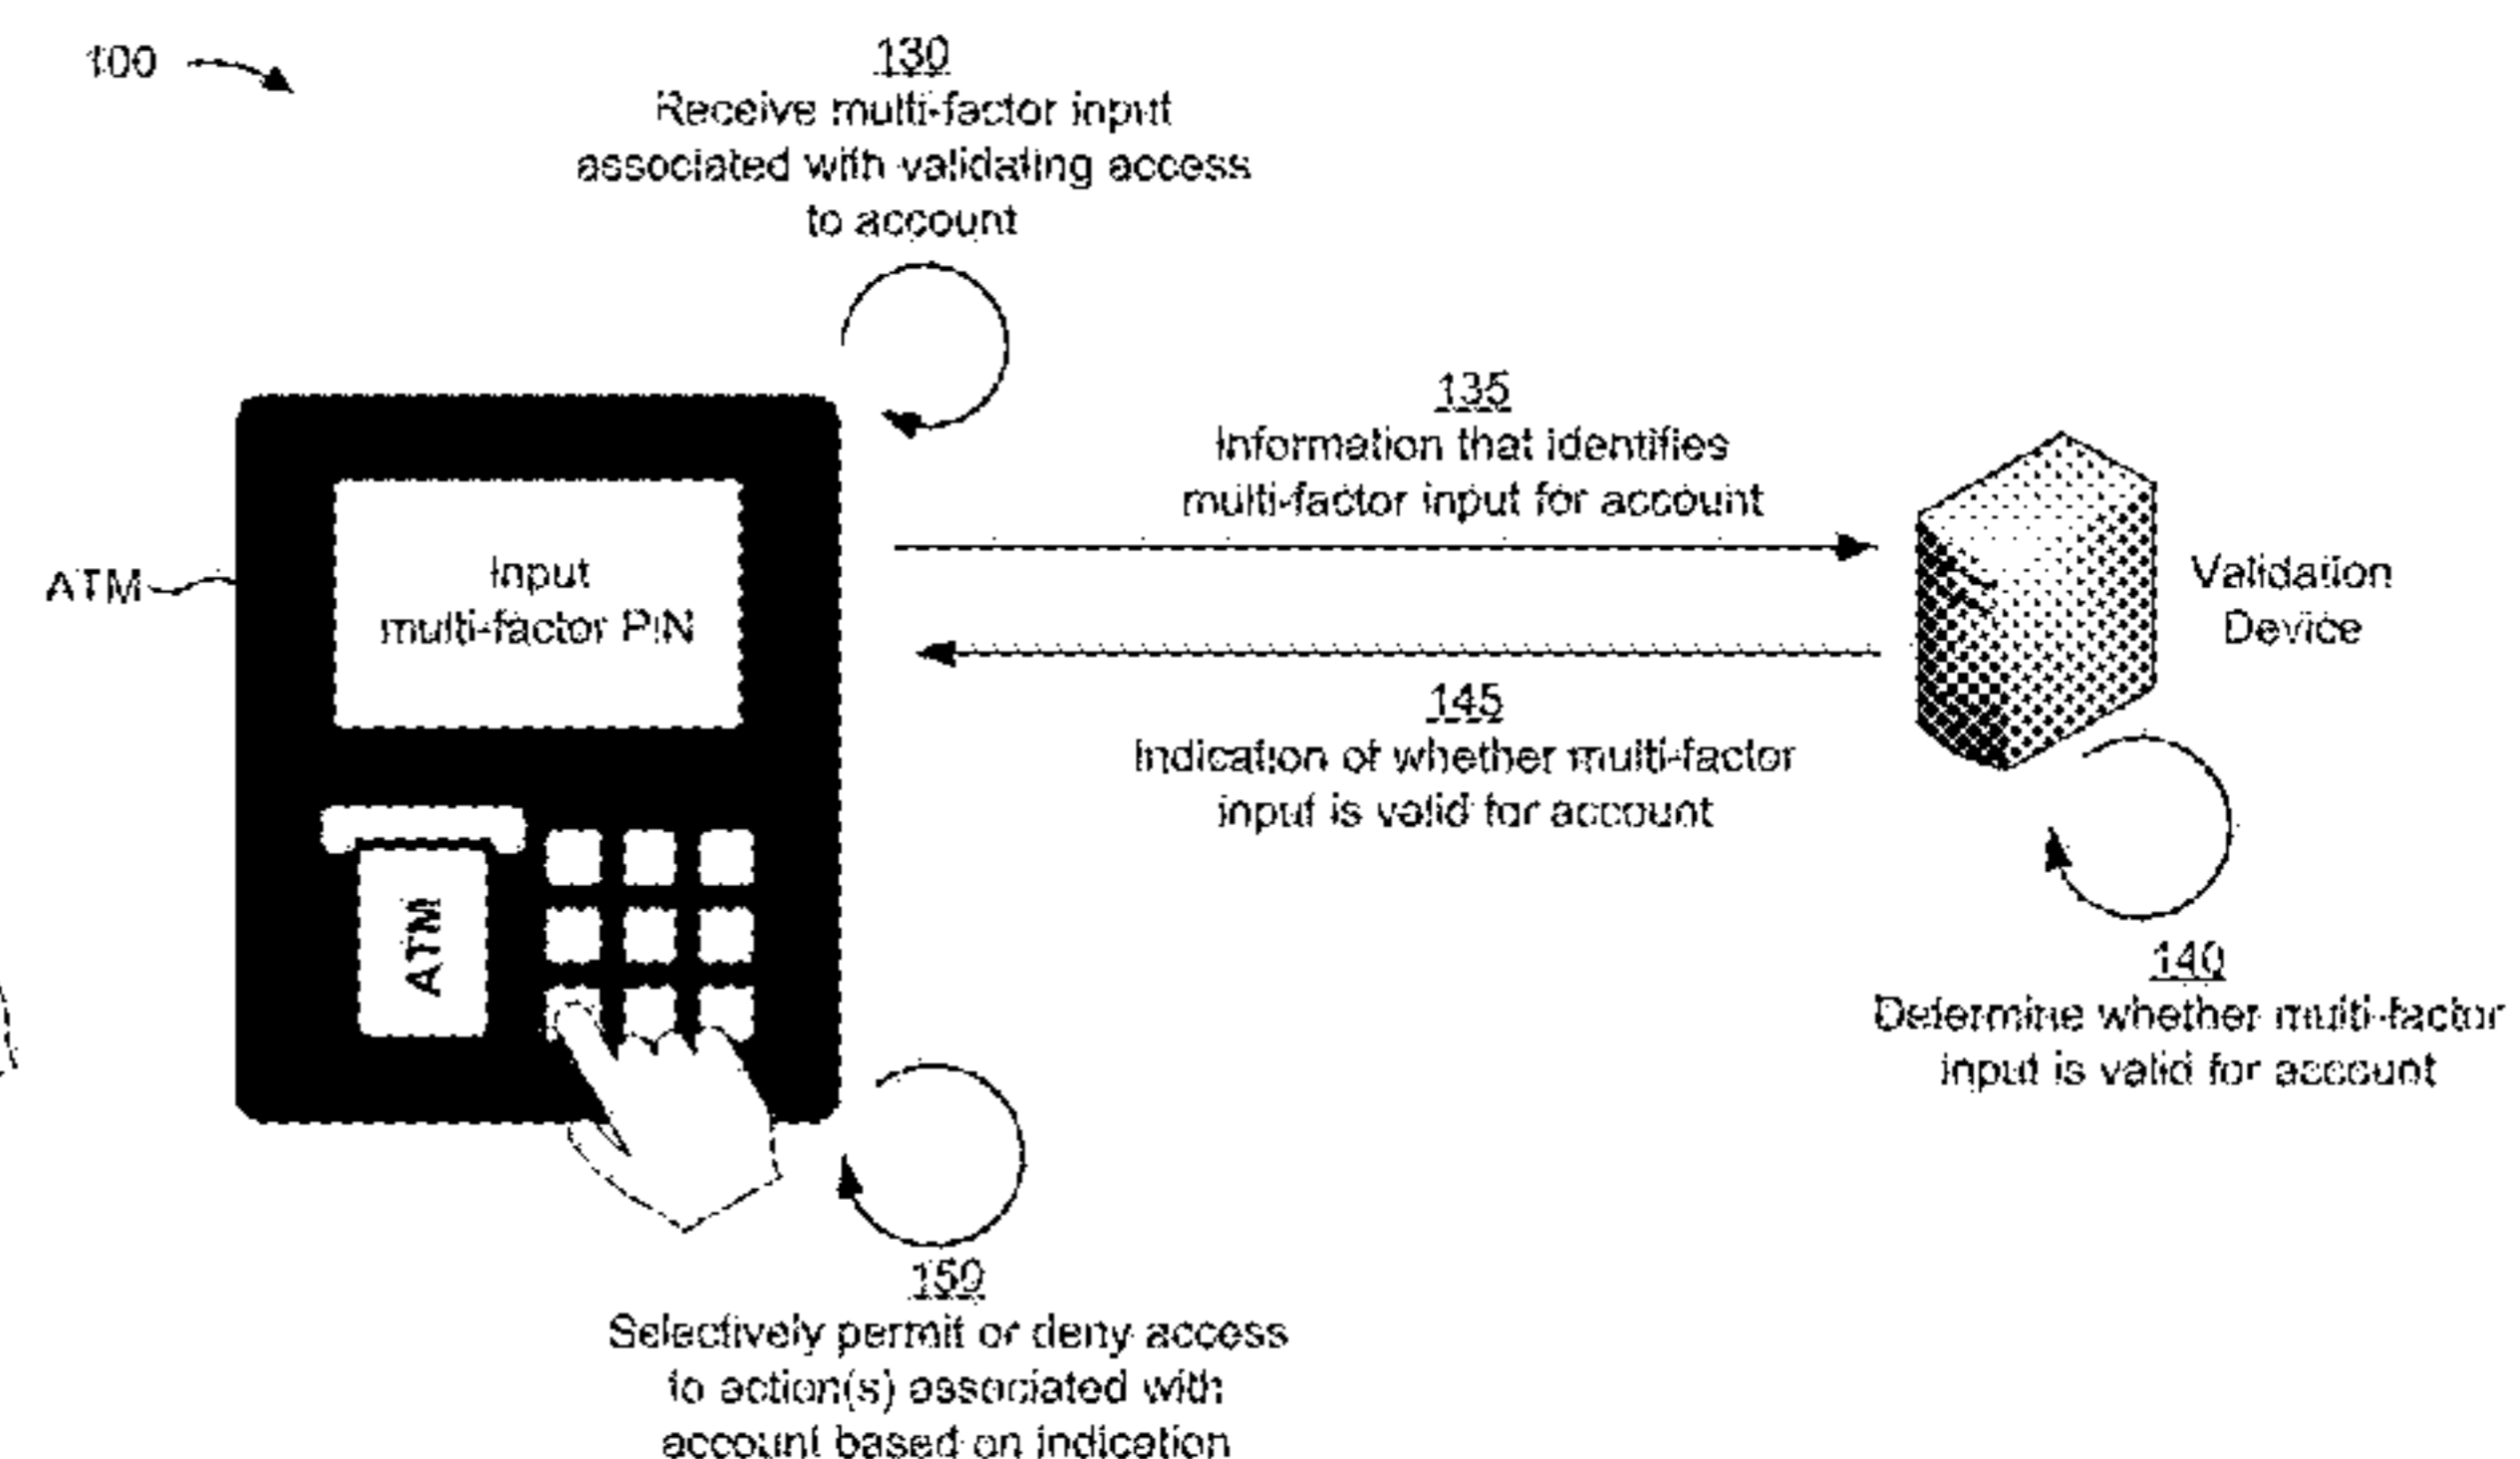 100
130
Receive multi-factor input
associated with validating access
to account
135
Information that identifies
multi-factor input for account
ATM
Input
multi-factor PIN
Validation
Device
145
Indication of whether multi-factor
input is valid for account
ATM
140
Determine whether multi-factor
input is valid for account
150
Selectively permit or deny access
to action(s) associated with
account based on indication